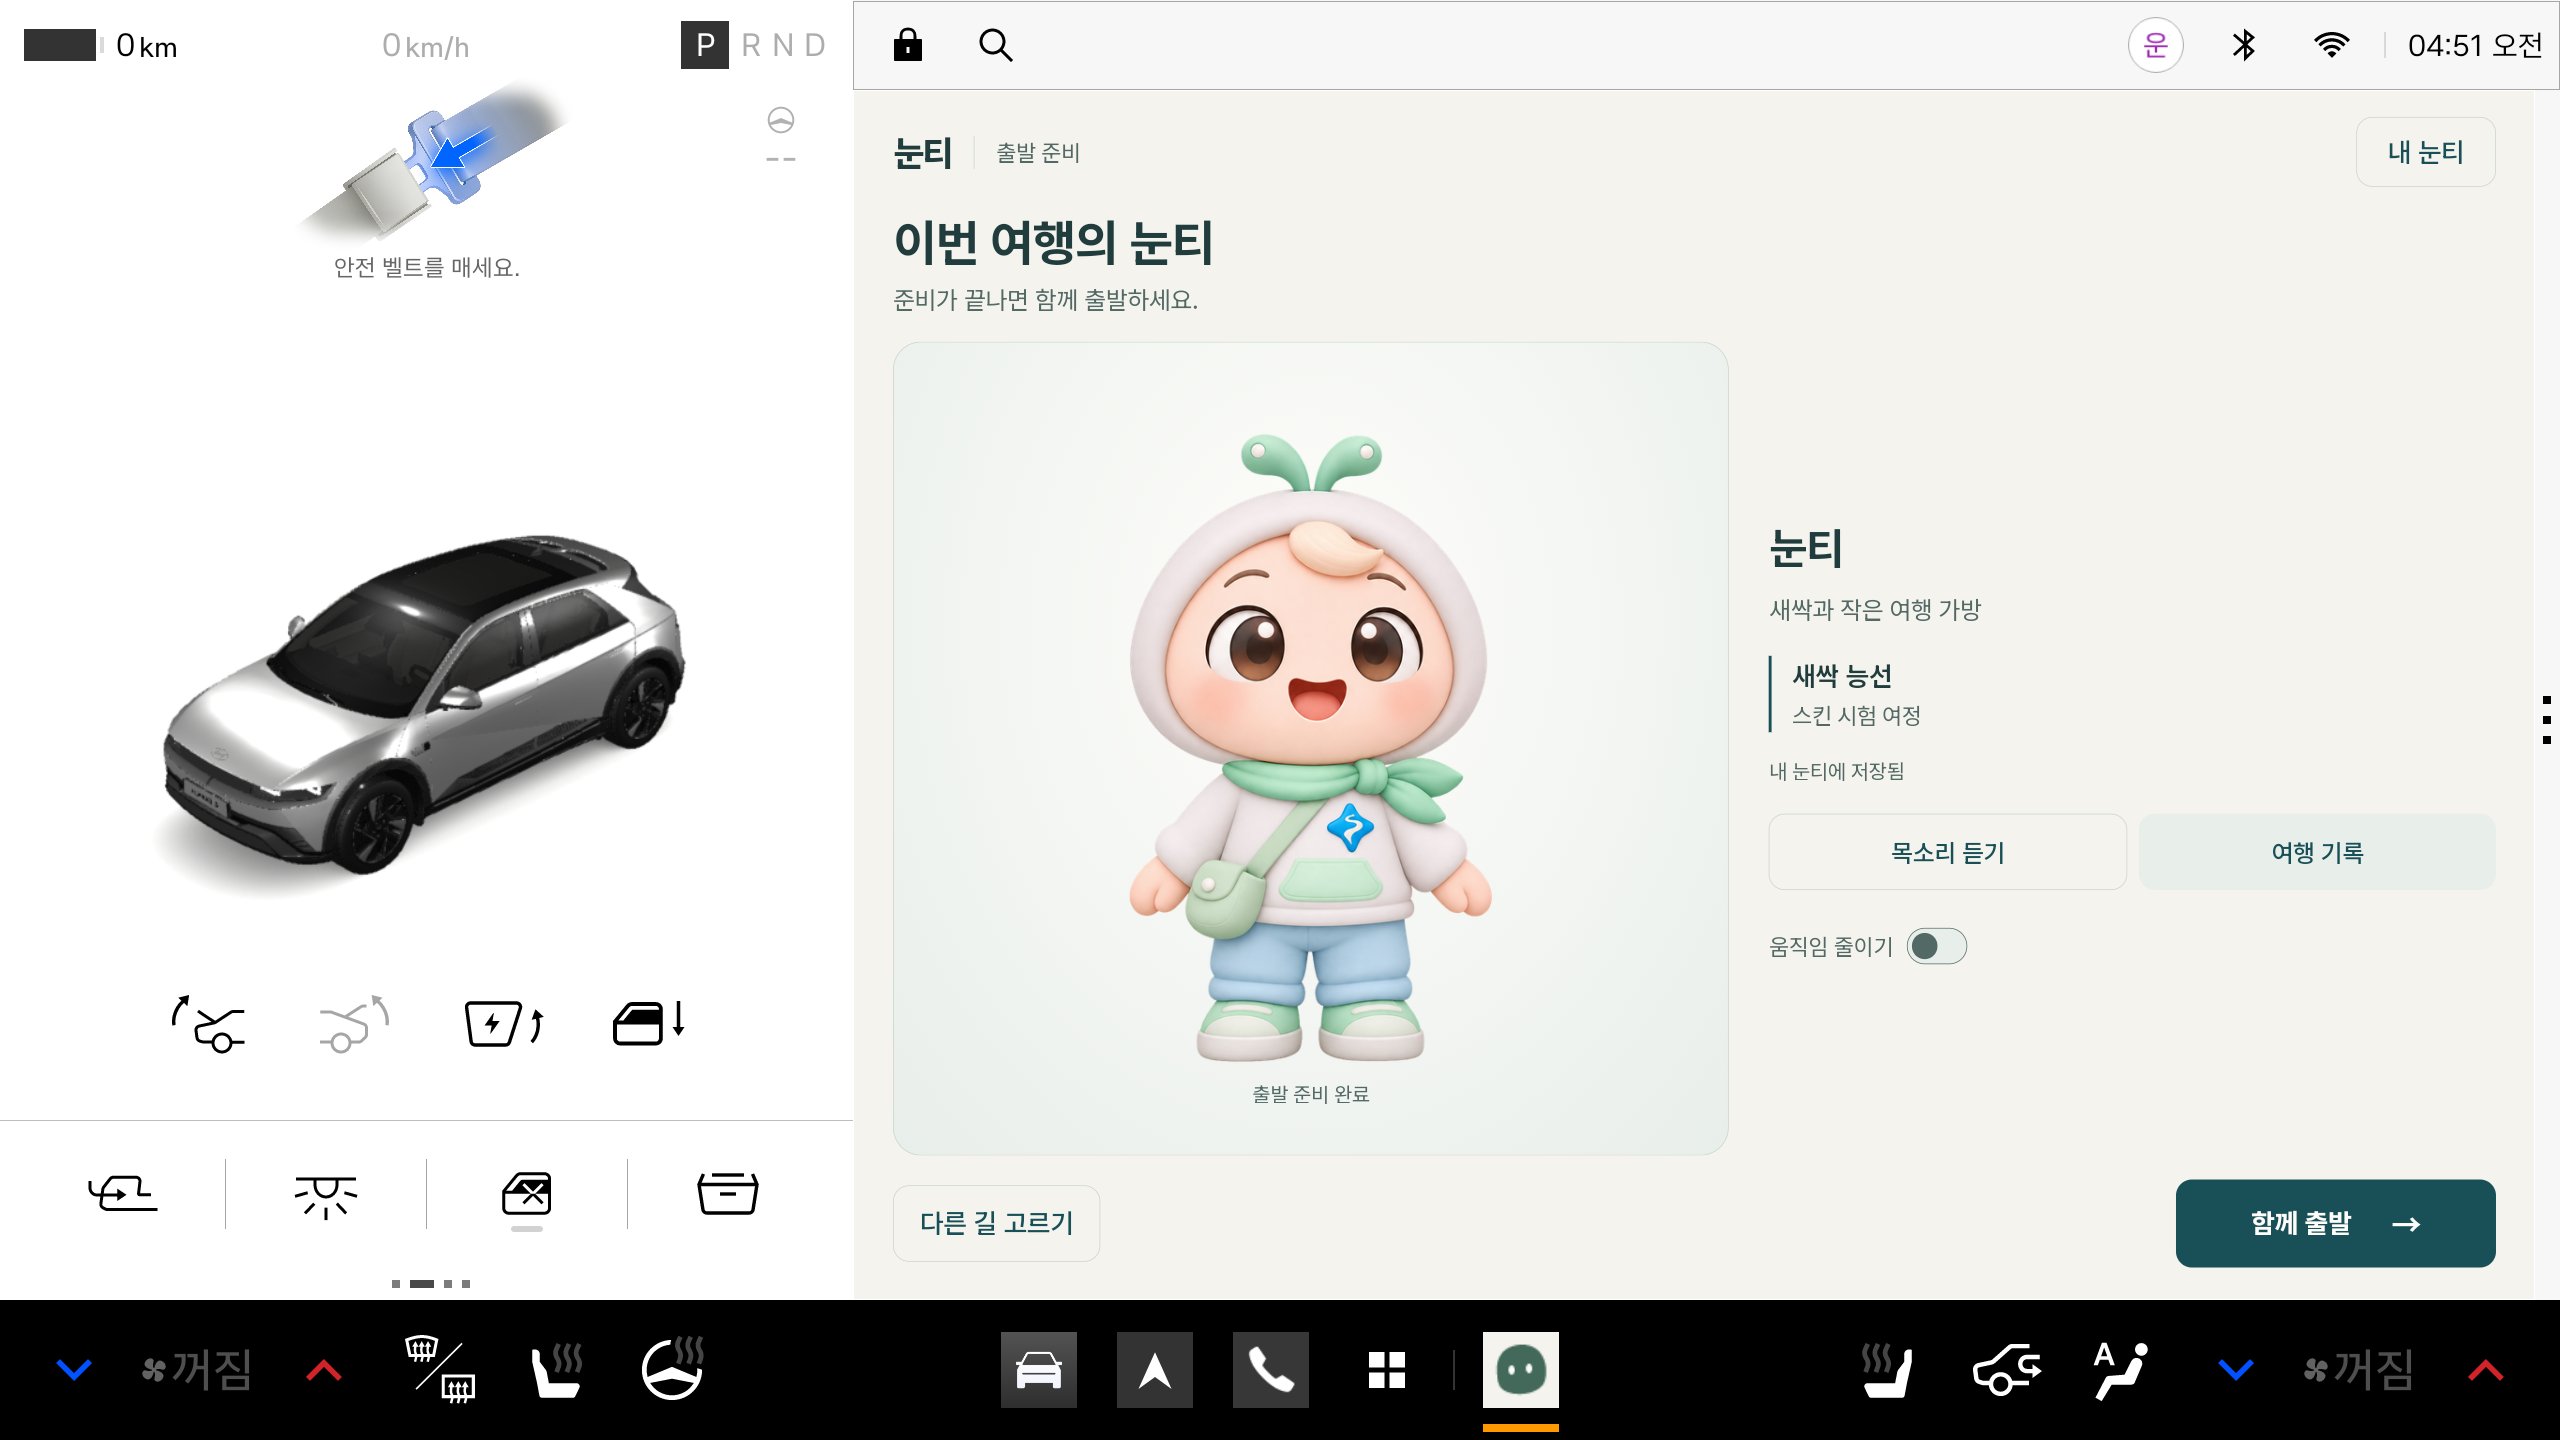 0 km
0 km/h
P R N D
안전 벨트를 매세요.
운
04:51 오전
눈티
출발 준비
내 눈티
이번 여행의 눈티
준비가 끝나면 함께 출발하세요.
출발 준비 완료
눈티
새싹과 작은 여행 가방
새싹 능선
스킨 시험 여정
내 눈티에 저장됨
목소리 듣기
여행 기록
움직임 줄이기
다른 길 고르기
함께 출발 →
꺼짐
A
꺼짐